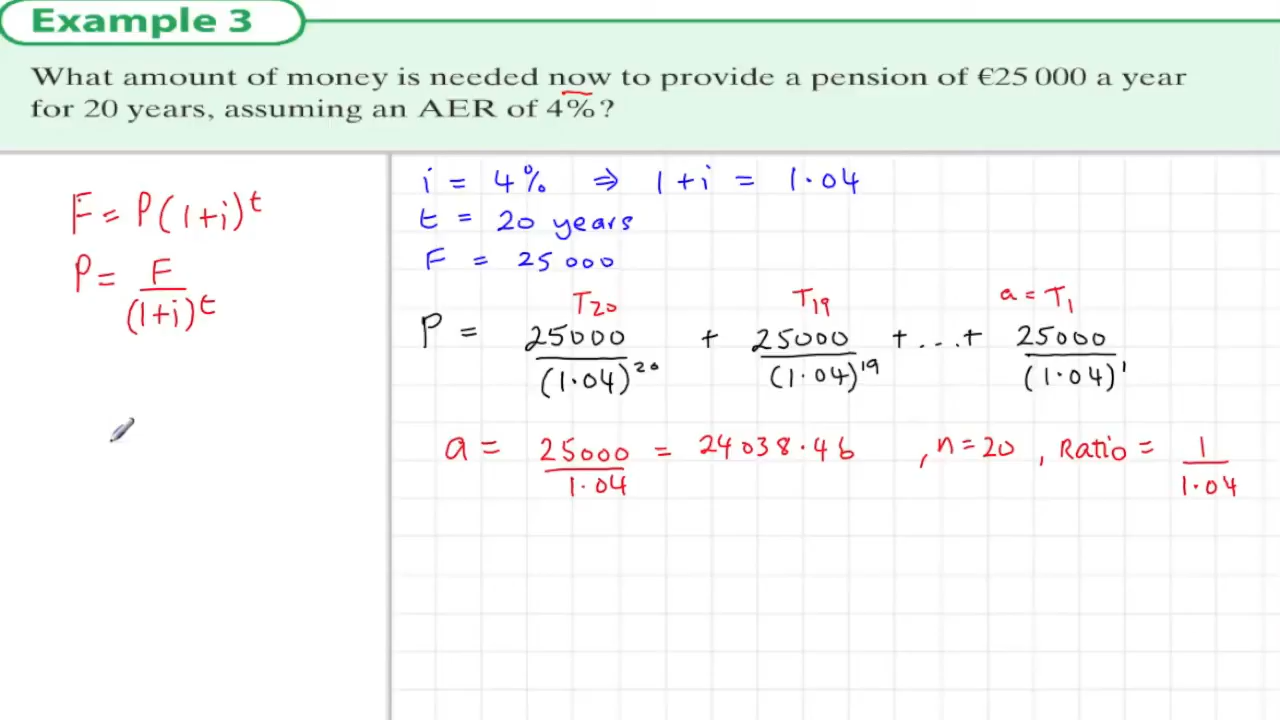 Example 3
What amount of money is needed now to provide a pension of €25 000 a year
for 20 years, assuming an AER of 4%?
F = P(1+i)^t
P = F/(1+i)^t
i = 4% ⇒ 1+i = 1.04
t = 20 years
F = 25000
T20 T19 a = T1
P = 25000/(1.04)^20 + 25000/(1.04)^19 + ... + 25000/(1.04)^1
a = 25000/1.04 = 24038.46 , n=20 , Ratio = 1/1.04